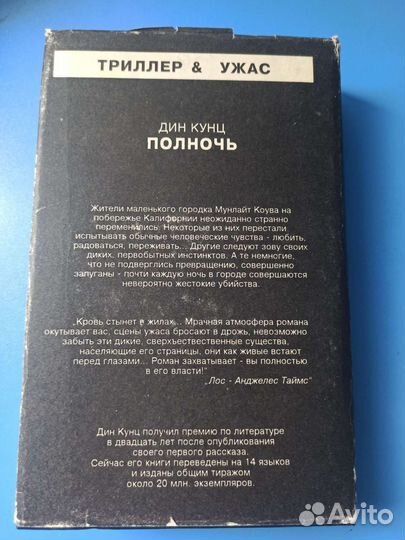 ТРИЛЛЕР & УЖАС
ДИН КУНЦ
ПОЛНОЧЬ
Жители маленького городка Мунлайт Коува на
побережье Калифорнии неожиданно странно
переменились. Некоторые из них перестали
испытывать обычные человеческие чувства - любить,
радоваться, переживать... Другие следуют зову своих
диких, первобытных инстинктов. А те немногие,
что не подверглись превращению, совершенно
запуганы - почти каждую ночь в городе совершаются
невероятно жестокие убийства.
„Кровь стынет в жилах... Мрачная атмосфера романа
окутывает вас, сцены ужаса бросают в дрожь, невозможно
забыть эти дикие, сверхъестественные существа,
населяющие его страницы, они как живые встают
перед глазами... Роман захватывает - вы полностью
в его власти!“
„Лос - Анджелес Таймс“
Дин Кунц получил премию по литературе
в двадцать лет после опубликования
своего первого рассказа.
Сейчас его книги переведены на 14 языков
и изданы общим тиражом
около 20 млн. экземпляров.
Avito